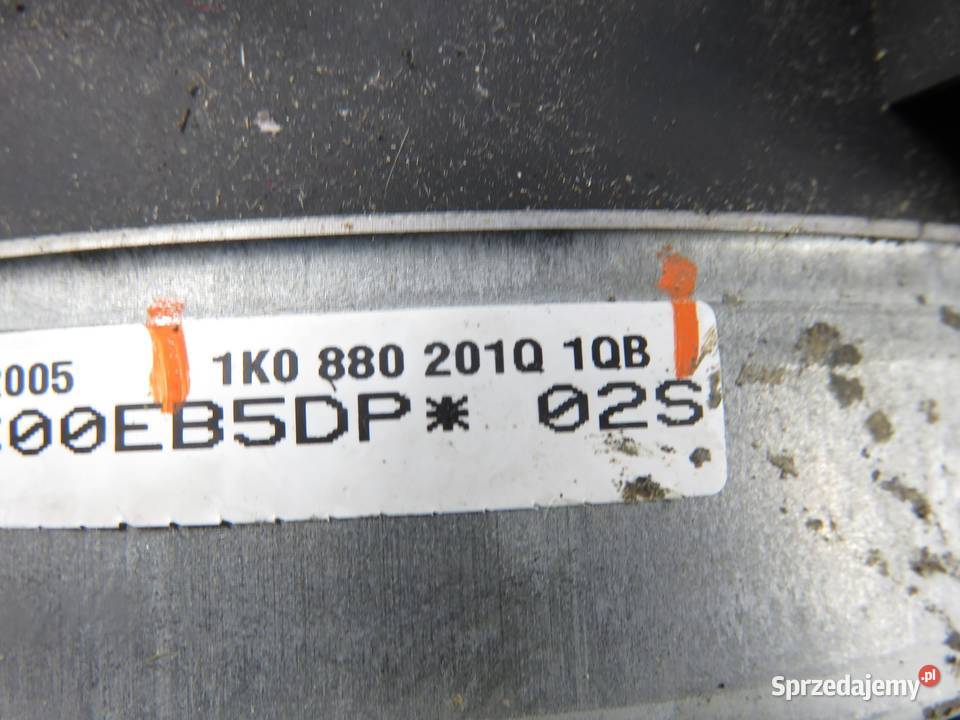 2005 1K0 880 201Q 1QB
00EB5DP* 02S
Sprzedajemy.pl